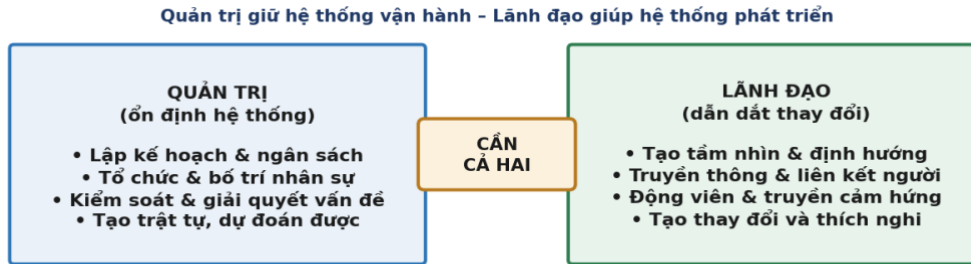 Quản trị giữ hệ thống vận hành – Lãnh đạo giúp hệ thống phát triển
QUẢN TRỊ
(ổn định hệ thống)
• Lập kế hoạch & ngân sách
• Tổ chức & bố trí nhân sự
• Kiểm soát & giải quyết vấn đề
• Tạo trật tự, dự đoán được
CẦN
CẢ HAI
LÃNH ĐẠO
(dẫn dắt thay đổi)
• Tạo tầm nhìn & định hướng
• Truyền thông & liên kết người
• Động viên & truyền cảm hứng
• Tạo thay đổi và thích nghi